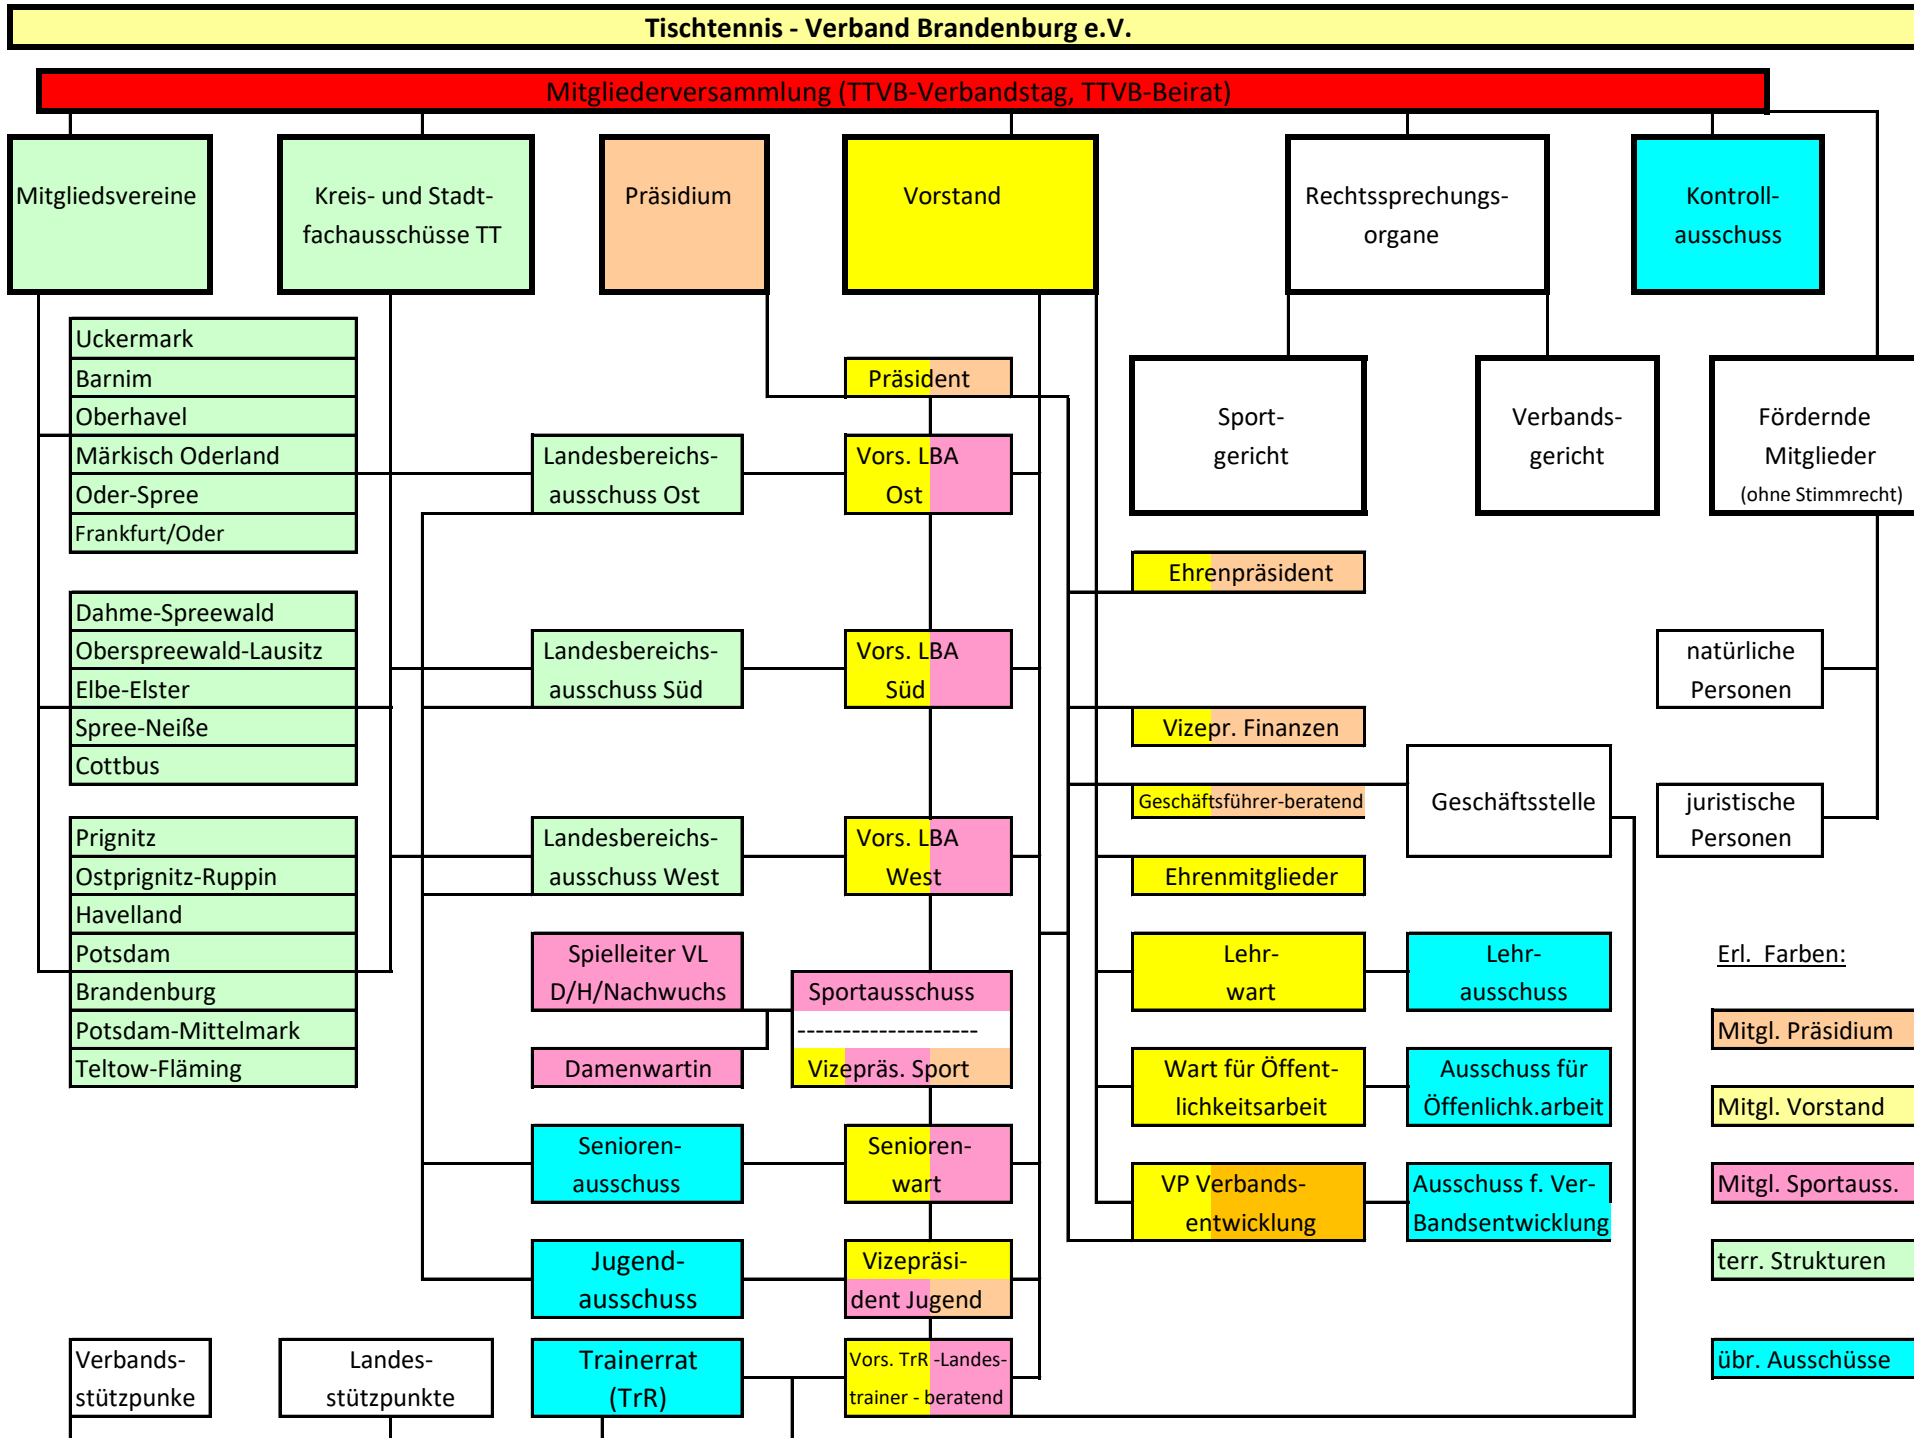 Tischtennis - Verband Brandenburg e.V.
Mitgliederversammlung (TTVB-Verbandstag, TTVB-Beirat)
Mitgliedsvereine
Kreis- und Stadt-
fachausschüsse TT
Präsidium
Vorstand
Rechtssprechungs-
organe
Kontroll-
ausschuss
Uckermark
Barnim
Oberhavel
Märkisch Oderland
Oder-Spree
Frankfurt/Oder
Dahme-Spreewald
Oberspreewald-Lausitz
Elbe-Elster
Spree-Neiße
Cottbus
Prignitz
Ostprignitz-Ruppin
Havelland
Potsdam
Brandenburg
Potsdam-Mittelmark
Teltow-Fläming
Verbands-
stützpunke
Landes-
stützpunkte
Landesbereichs-
ausschuss Ost
Landesbereichs-
ausschuss Süd
Landesbereichs-
ausschuss West
Spielleiter VL
D/H/Nachwuchs
Damenwartin
Senioren-
ausschuss
Jugend-
ausschuss
Trainerrat
(TrR)
Präsident
Vors. LBA
Ost
Vors. LBA
Süd
Vors. LBA
West
Sportausschuss
--------------------
Vizepräs. Sport
Senioren-
wart
Vizepräsi-
dent Jugend
Vors. TrR -Landes-
trainer - beratend
Sport-
gericht
Verbands-
gericht
Fördernde
Mitglieder
(ohne Stimmrecht)
Ehrenpräsident
Vizepr. Finanzen
Geschäftsführer-beratend
Geschäftsstelle
Ehrenmitglieder
Lehr-
wart
Lehr-
ausschuss
Wart für Öffent-
lichkeitsarbeit
Ausschuss für
Öffenlichk.arbeit
VP Verbands-
entwicklung
Ausschuss f. Ver-
Bandsentwicklung
natürliche
Personen
juristische
Personen
Erl. Farben:
Mitgl. Präsidium
Mitgl. Vorstand
Mitgl. Sportauss.
terr. Strukturen
übr. Ausschüsse